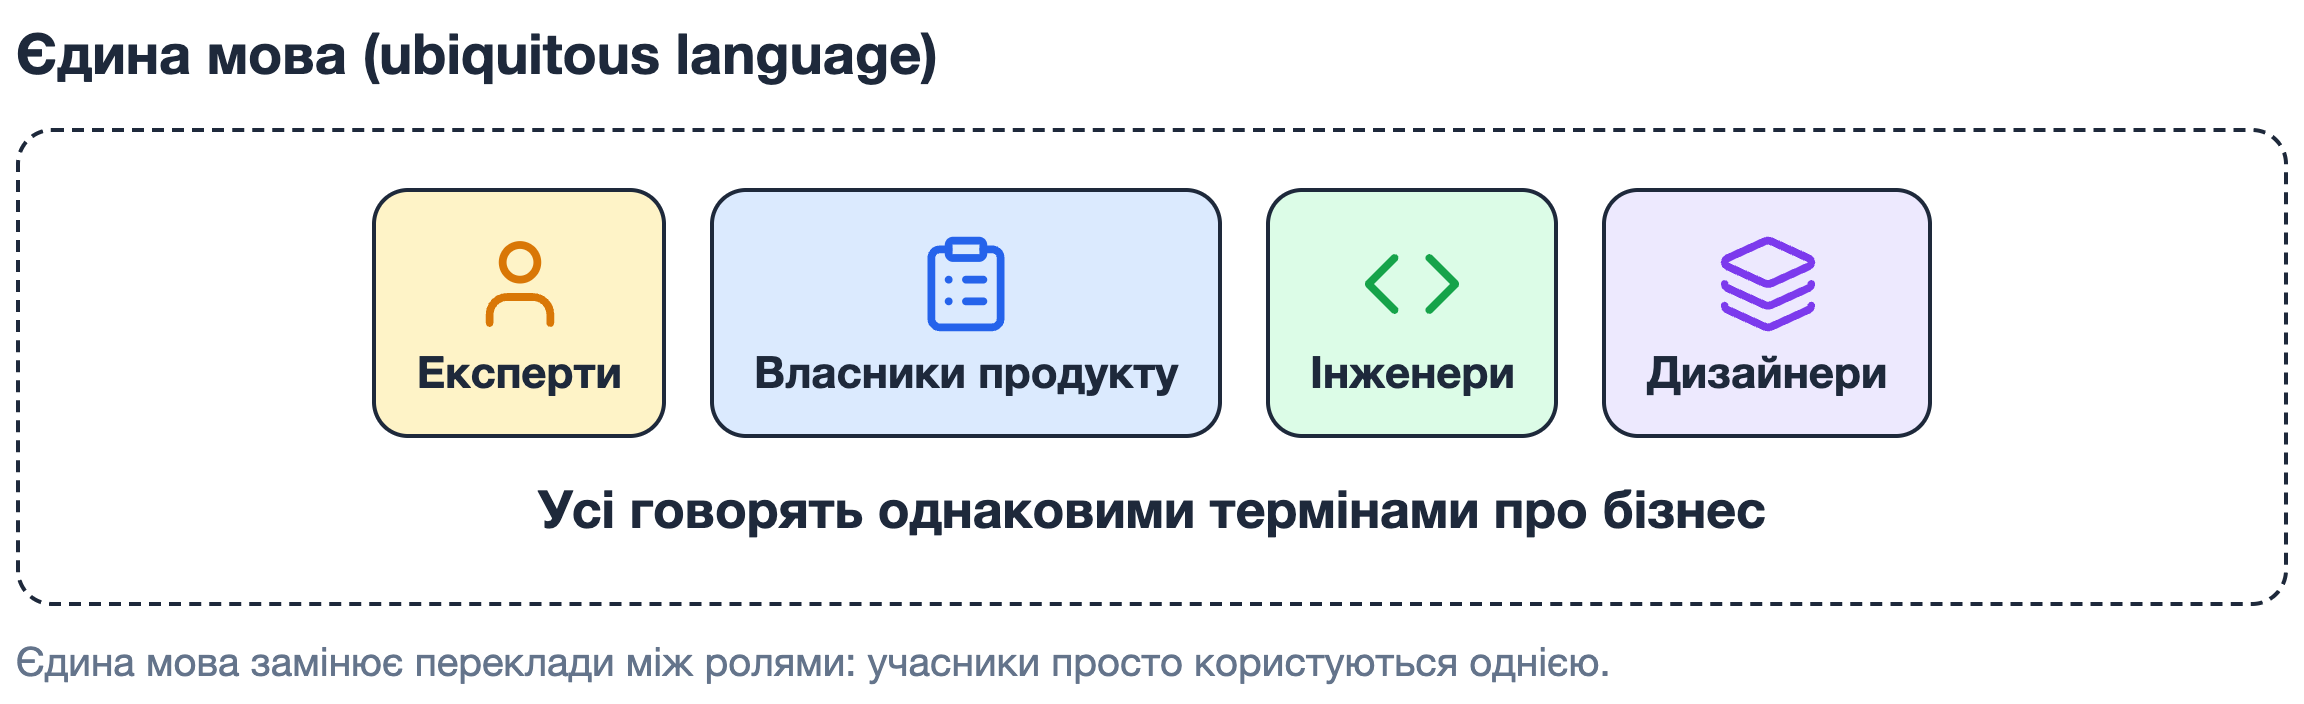 Єдина мова (ubiquitous language)
Експерти
Власники продукту
Інженери
Дизайнери
Усі говорять однаковими термінами про бізнес
Єдина мова замінює переклади між ролями: учасники просто користуються однією.